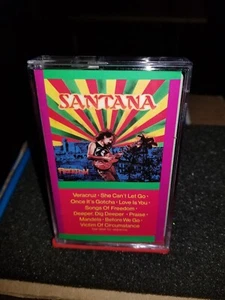 SANTANA
FREEDOM
Veracruz • She Can't Let Go •
Once It's Gotcha • Love Is You •
Songs Of Freedom •
Deeper, Dig Deeper • Praise •
Mandela • Before We Go •
Victim Of Circumstance